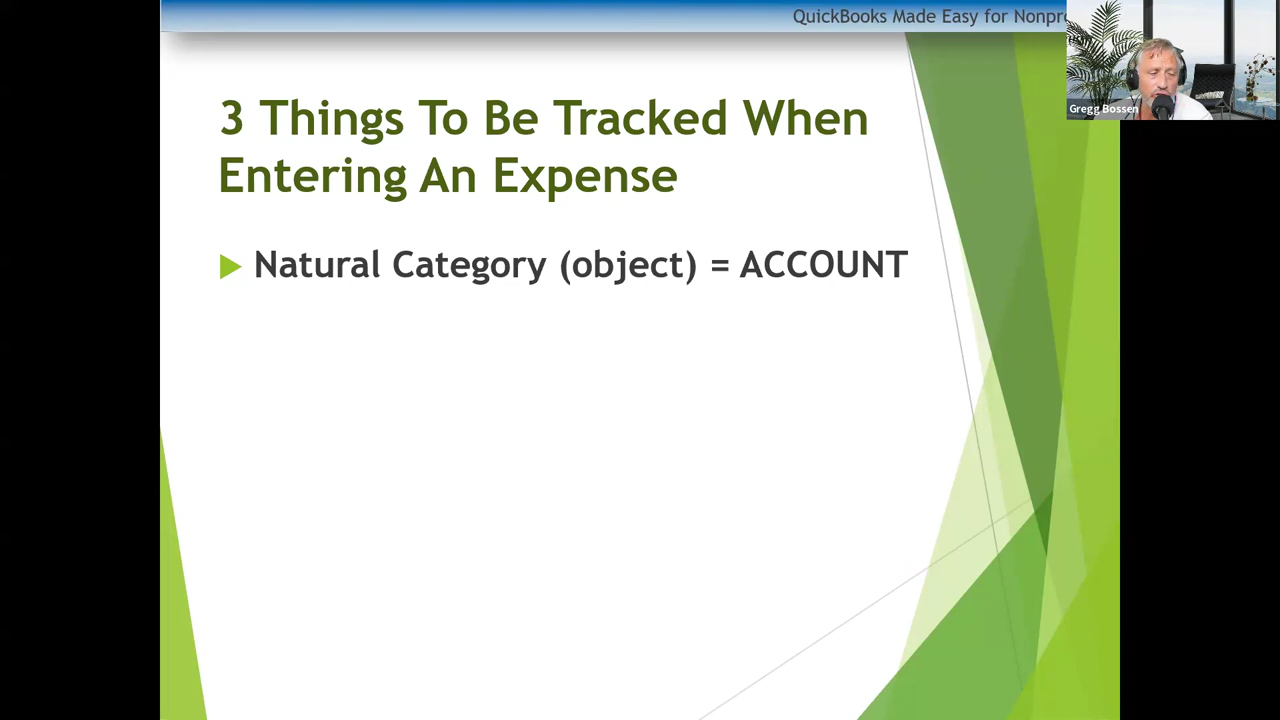 QuickBooks Made Easy for Nonpro
Gregg Bossen
3 Things To Be Tracked When
Entering An Expense
Natural Category (object) = ACCOUNT